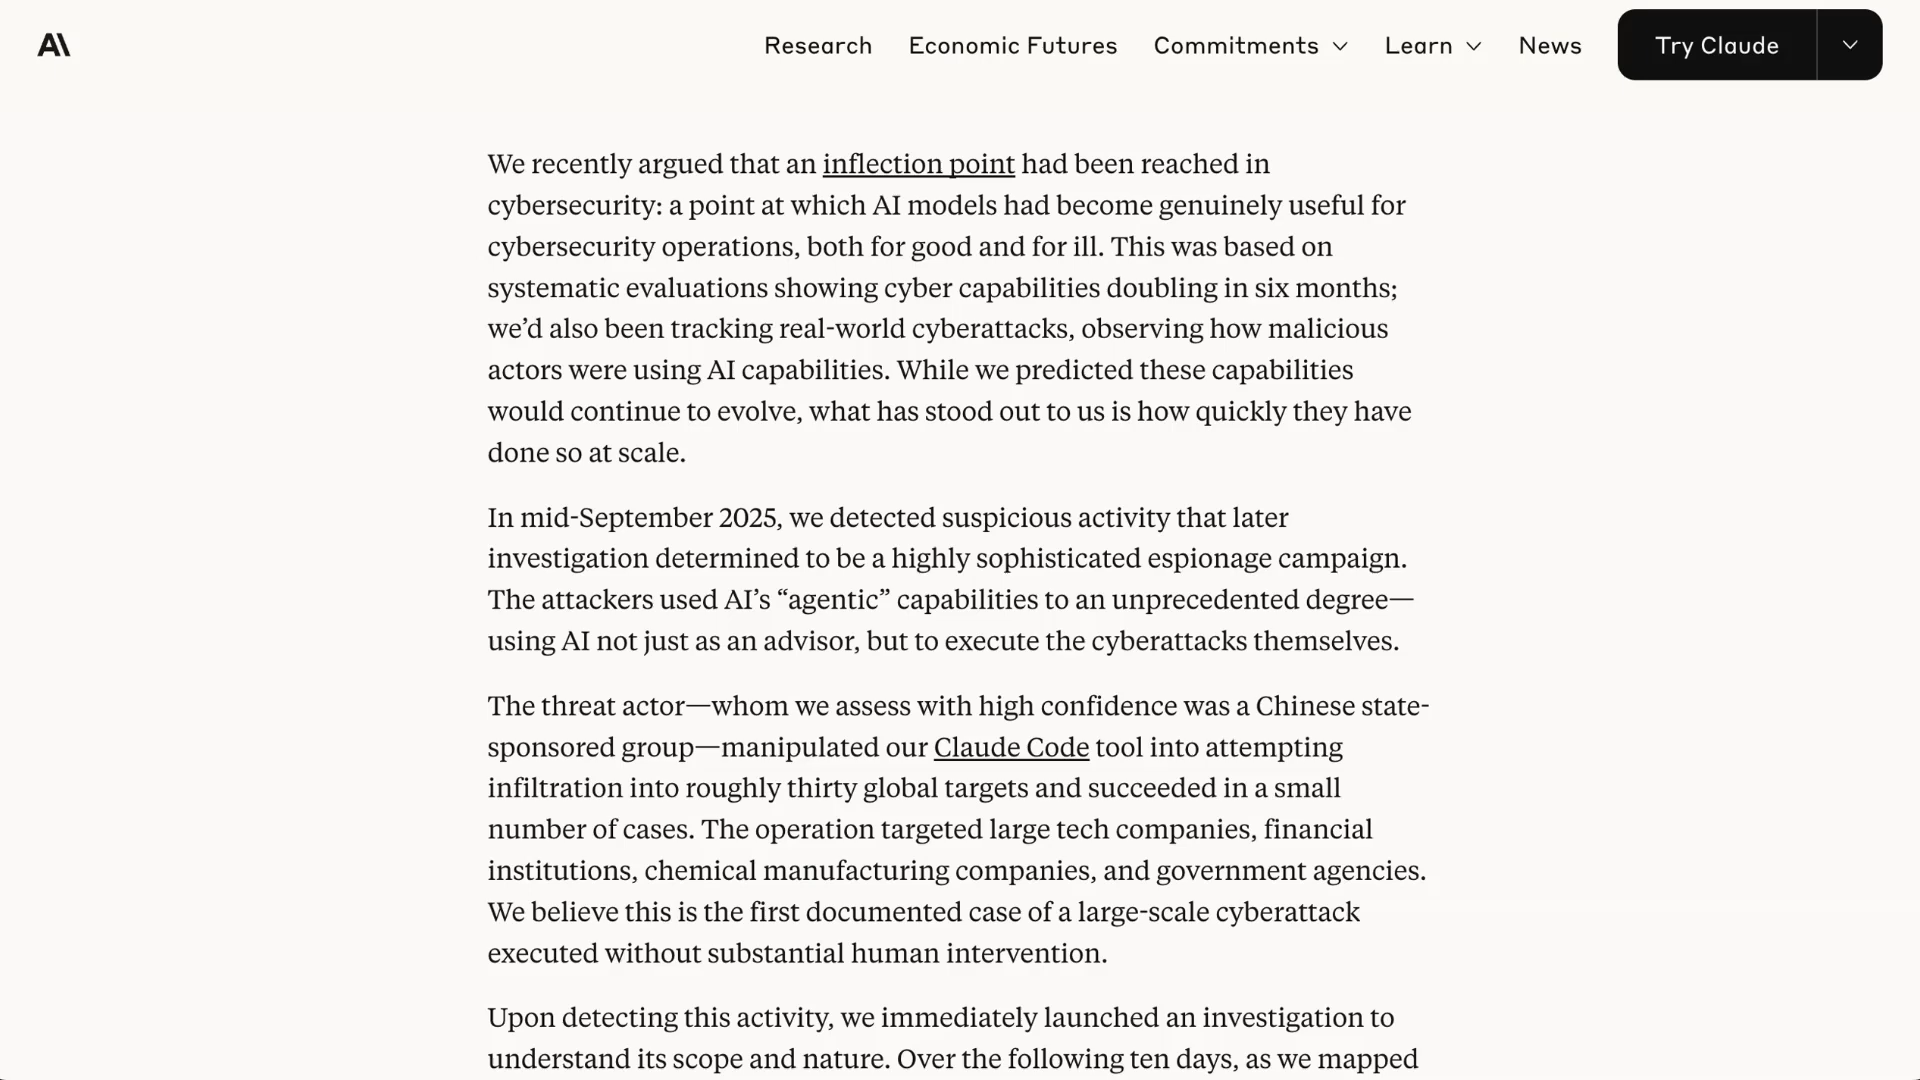 AI
Research Economic Futures Commitments Learn News Try Claude
We recently argued that an inflection point had been reached in
cybersecurity: a point at which AI models had become genuinely useful for
cybersecurity operations, both for good and for ill. This was based on
systematic evaluations showing cyber capabilities doubling in six months;
we’d also been tracking real-world cyberattacks, observing how malicious
actors were using AI capabilities. While we predicted these capabilities
would continue to evolve, what has stood out to us is how quickly they have
done so at scale.
In mid-September 2025, we detected suspicious activity that later
investigation determined to be a highly sophisticated espionage campaign.
The attackers used AI’s “agentic” capabilities to an unprecedented degree—
using AI not just as an advisor, but to execute the cyberattacks themselves.
The threat actor—whom we assess with high confidence was a Chinese state-
sponsored group—manipulated our Claude Code tool into attempting
infiltration into roughly thirty global targets and succeeded in a small
number of cases. The operation targeted large tech companies, financial
institutions, chemical manufacturing companies, and government agencies.
We believe this is the first documented case of a large-scale cyberattack
executed without substantial human intervention.
Upon detecting this activity, we immediately launched an investigation to
understand its scope and nature. Over the following ten days, as we mapped